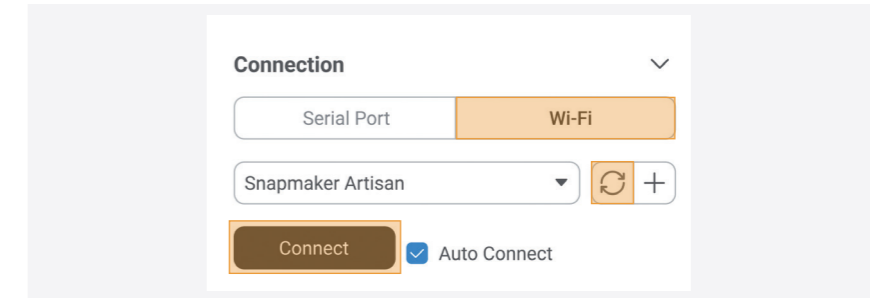 Connection
Serial Port Wi-Fi
Snapmaker Artisan
Connect Auto Connect